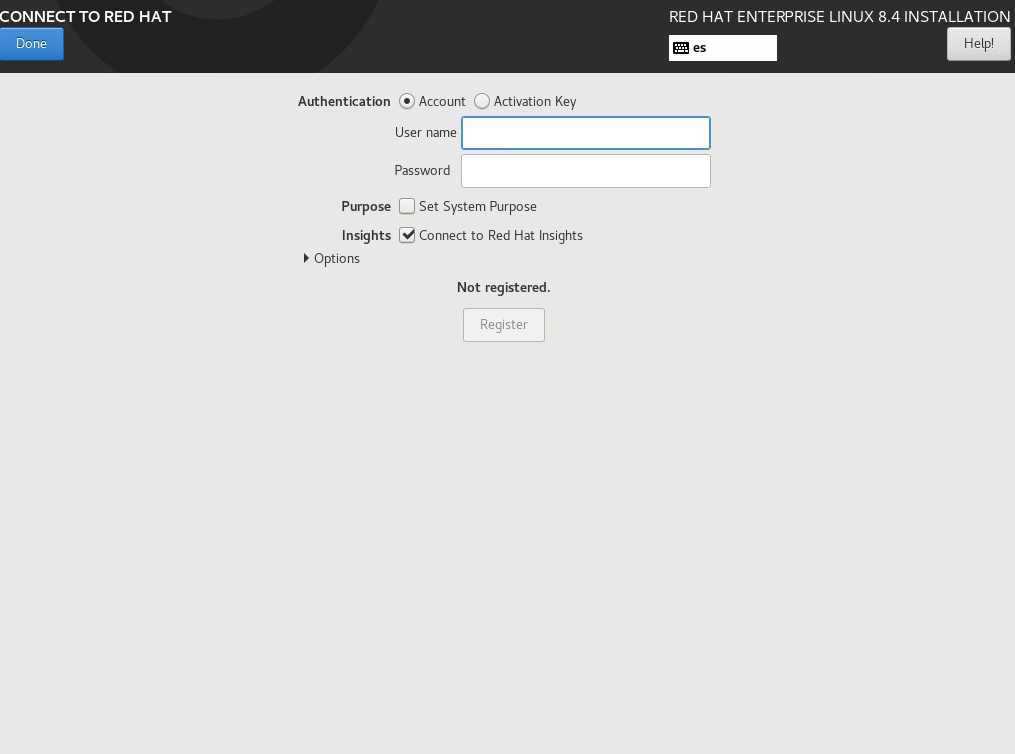 CONNECT TO RED HAT
RED HAT ENTERPRISE LINUX 8.4 INSTALLATION
Done
es
Help!
Authentication Account Activation Key
User name
Password
Purpose Set System Purpose
Insights Connect to Red Hat Insights
Options
Not registered.
Register